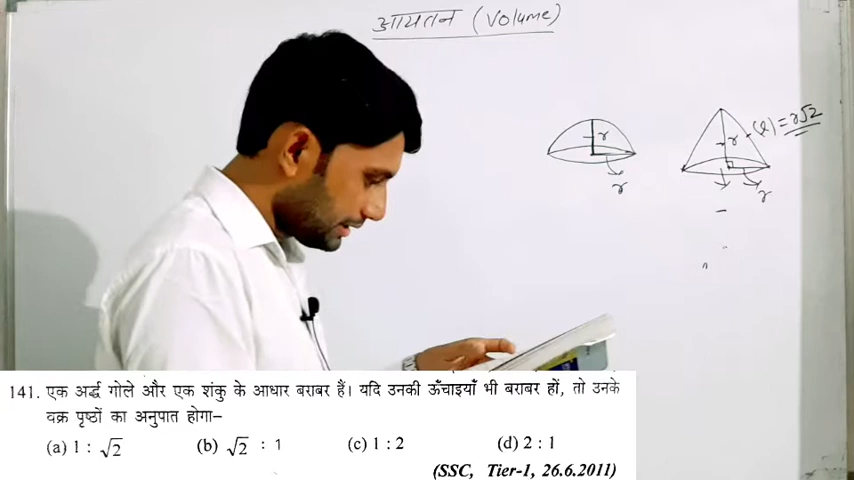 आयतन (Volume)
r
r
r
(l) = r√2
r
141. एक अर्द्ध गोले और एक शंकु के आधार बराबर हैं। यदि उनकी ऊँचाइयाँ भी बराबर हों, तो उनके
वक्र पृष्ठों का अनुपात होगा–
(a) 1 : √2 (b) √2 : 1 (c) 1 : 2 (d) 2 : 1
(SSC, Tier-1, 26.6.2011)